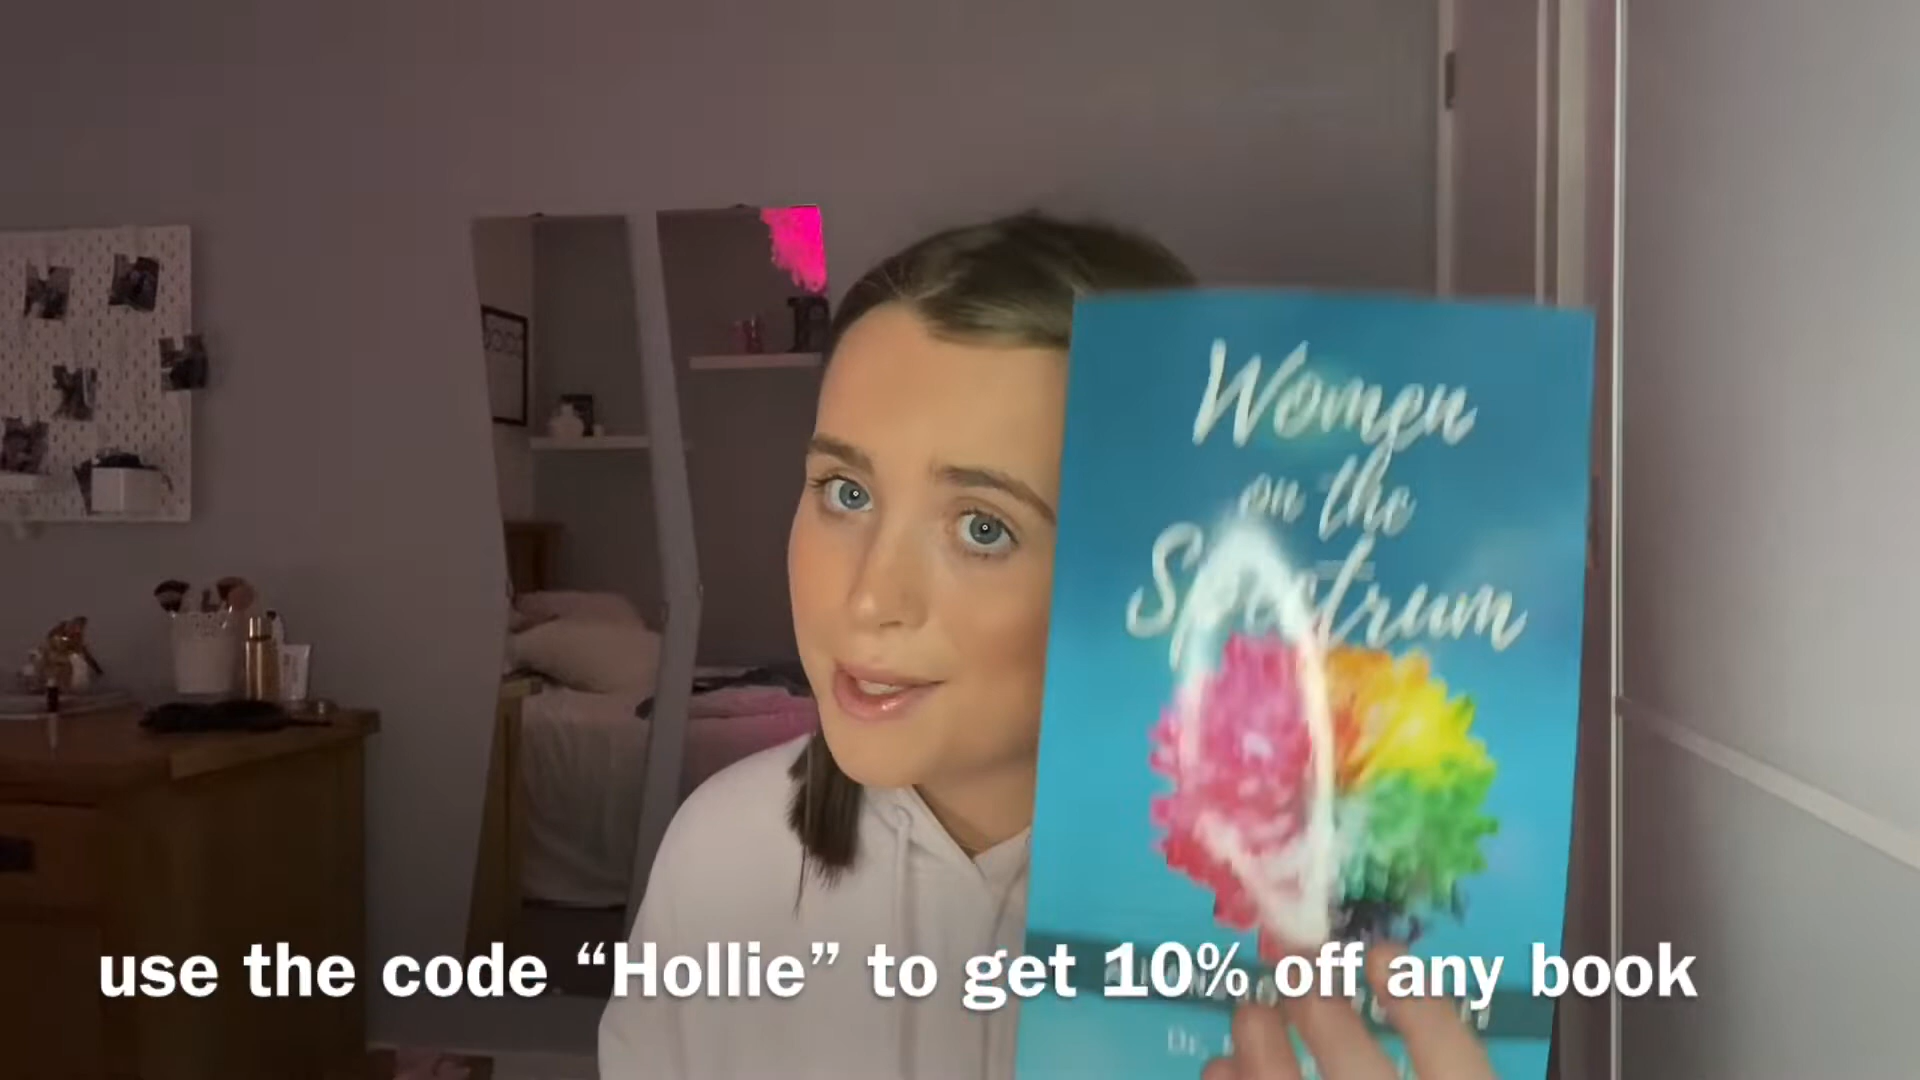 Women
on the
Spectrum
use the code “Hollie” to get 10% off any book